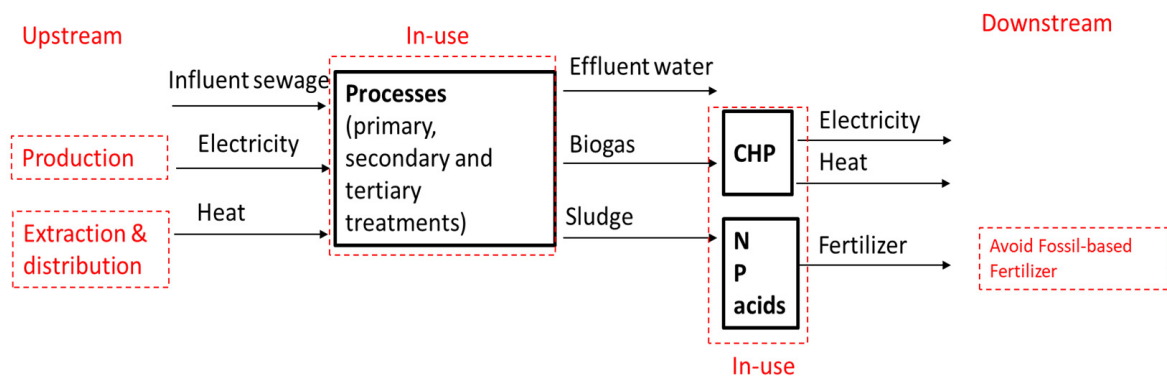 Upstream
In-use
Downstream
Influent sewage
Effluent water
Processes
(primary,
secondary and
tertiary
treatments)
Production
Electricity
Biogas
CHP
Electricity
Heat
Extraction &
distribution
Heat
Sludge
N
P
acids
Fertilizer
Avoid Fossil-based
Fertilizer
In-use